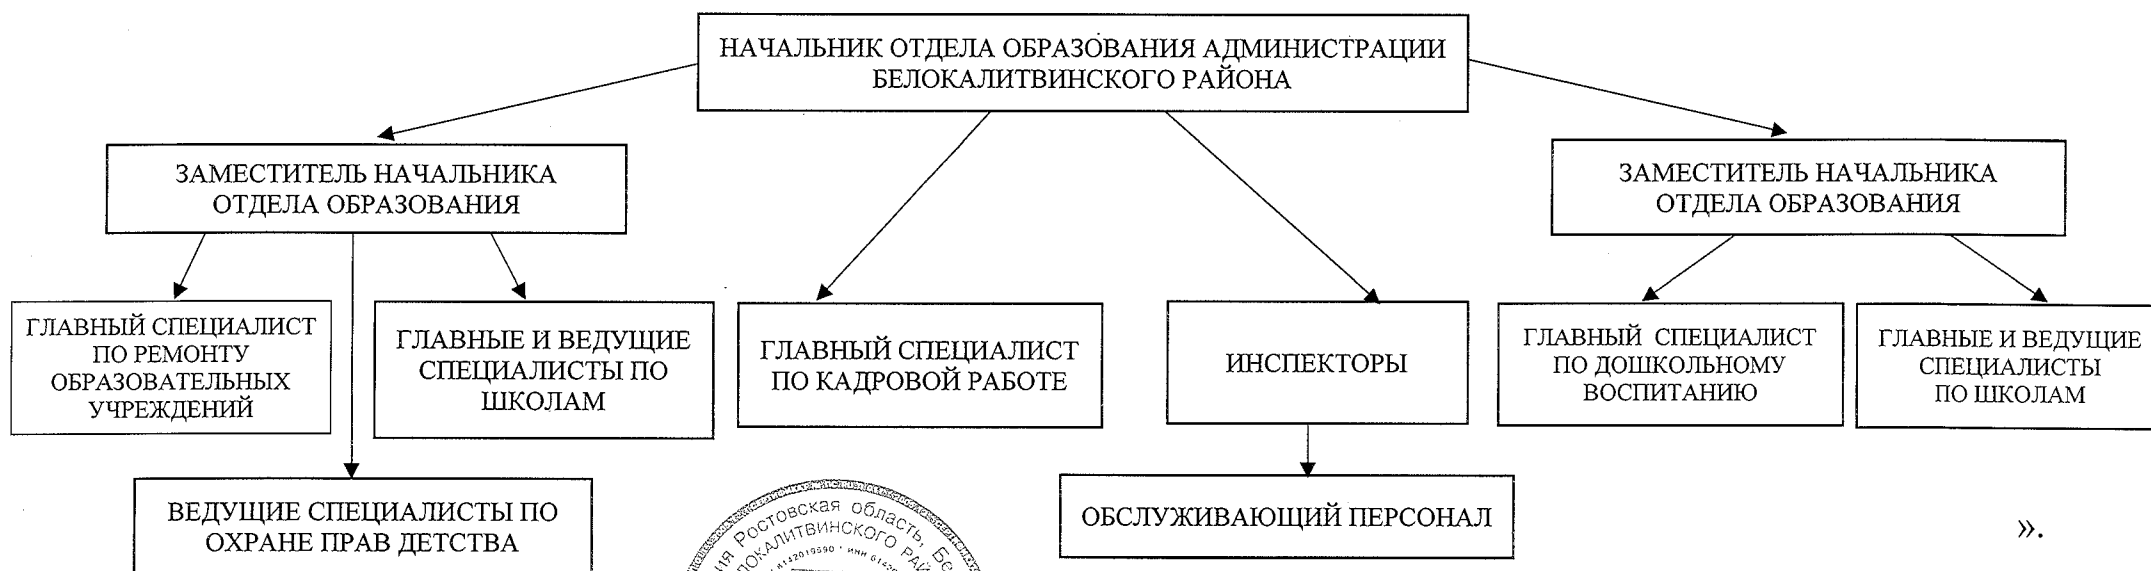 НАЧАЛЬНИК ОТДЕЛА ОБРАЗОВАНИЯ АДМИНИСТРАЦИИ
БЕЛОКАЛИТВИНСКОГО РАЙОНА
ЗАМЕСТИТЕЛЬ НАЧАЛЬНИКА
ОТДЕЛА ОБРАЗОВАНИЯ
ЗАМЕСТИТЕЛЬ НАЧАЛЬНИКА
ОТДЕЛА ОБРАЗОВАНИЯ
ГЛАВНЫЙ СПЕЦИАЛИСТ
ПО РЕМОНТУ
ОБРАЗОВАТЕЛЬНЫХ
УЧРЕЖДЕНИЙ
ГЛАВНЫЕ И ВЕДУЩИЕ
СПЕЦИАЛИСТЫ ПО
ШКОЛАМ
ГЛАВНЫЙ СПЕЦИАЛИСТ
ПО КАДРОВОЙ РАБОТЕ
ИНСПЕКТОРЫ
ГЛАВНЫЙ СПЕЦИАЛИСТ
ПО ДОШКОЛЬНОМУ
ВОСПИТАНИЮ
ГЛАВНЫЕ И ВЕДУЩИЕ
СПЕЦИАЛИСТЫ
ПО ШКОЛАМ
ВЕДУЩИЕ СПЕЦИАЛИСТЫ ПО
ОХРАНЕ ПРАВ ДЕТСТВА
ОБСЛУЖИВАЮЩИЙ ПЕРСОНАЛ
».
Ростовская область,